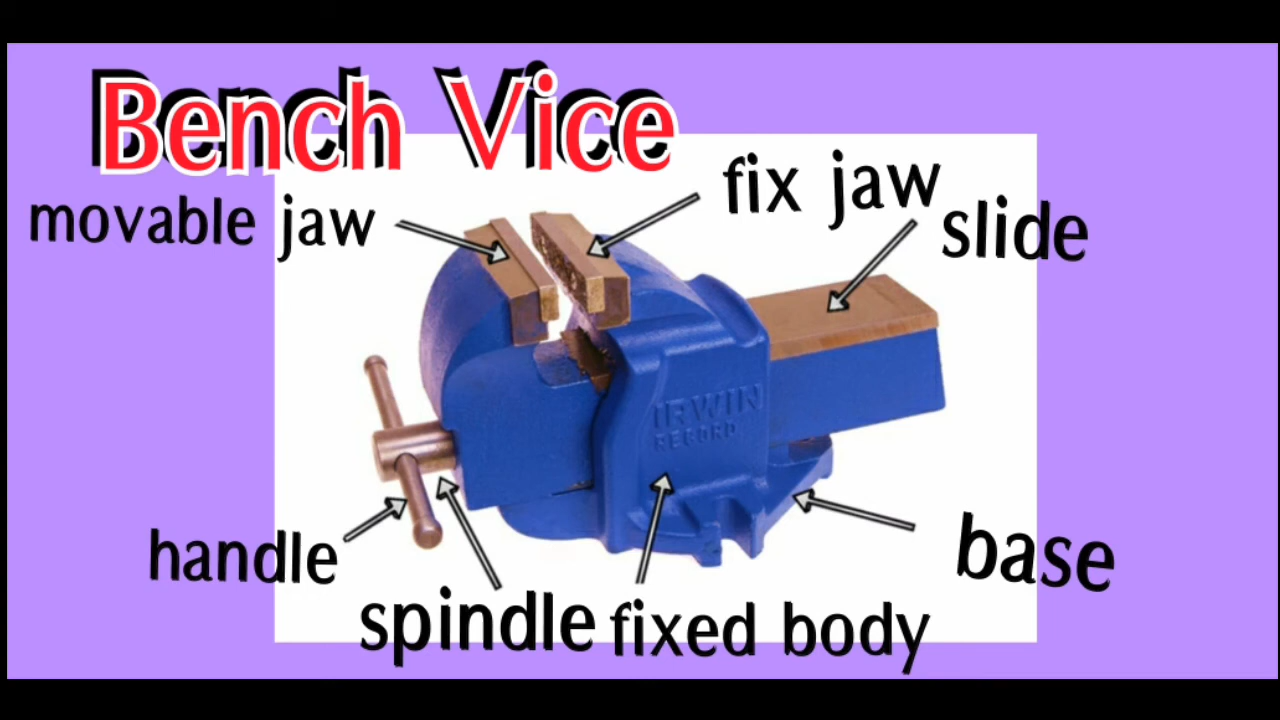 Bench Vice
movable jaw
fix jaw
slide
IRWIN
RECORD
handle
spindle
fixed body
base